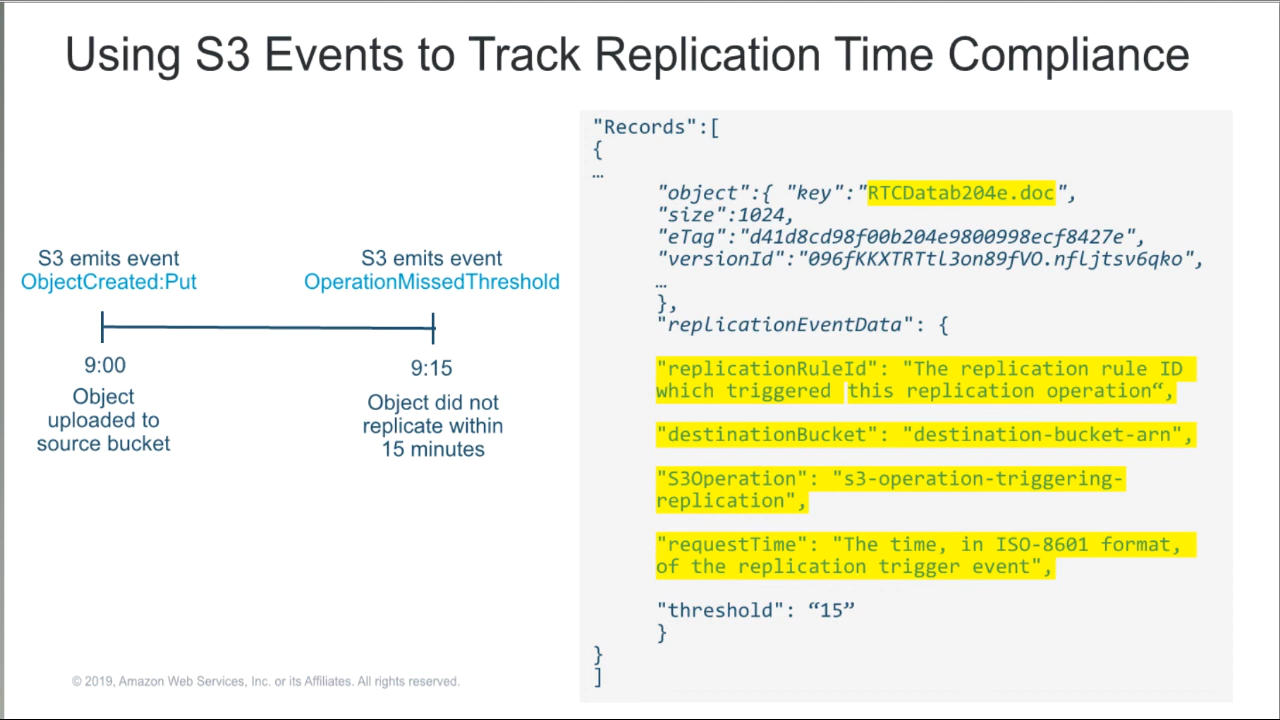 Using S3 Events to Track Replication Time Compliance
S3 emits event
ObjectCreated:Put
S3 emits event
OperationMissedThreshold
9:00
Object
uploaded to
source bucket
9:15
Object did not
replicate within
15 minutes
"Records":[
{
…
"object":{ "key":"RTCDatab204e.doc",
"size":1024,
"eTag":"d41d8cd98f00b204e9800998ecf8427e",
"versionId":"096fKKXTRTtl3on89fVO.nfljtsv6qko",
…
},
"replicationEventData": {
"replicationRuleId": "The replication rule ID
which triggered this replication operation“,
"destinationBucket": "destination-bucket-arn",
"S3Operation": "s3-operation-triggering-
replication",
"requestTime": "The time, in ISO-8601 format,
of the replication trigger event",
"threshold": “15”
}
}
]
© 2019, Amazon Web Services, Inc. or its Affiliates. All rights reserved.